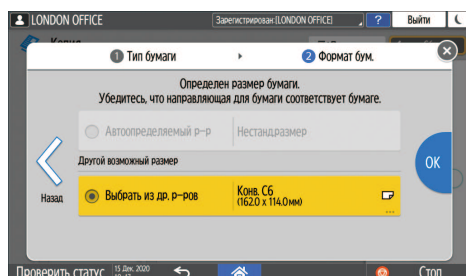 LONDON OFFICE
Зарегистрирован:[LONDON OFFICE]
?
Выйти
Копия
1 Тип бумаги
2 Формат бум.
Определен размер бумаги.
Убедитесь, что направляющая для бумаги соответствует бумаге.
Автоопределяемый р-р
Нестанд.размер
Другой возможный размер
Выбрать из др. р-ров
Конв. C6
(162.0 x 114.0мм)
Назад
OK
Проверить статус
15 Дек. 2020
Стоп